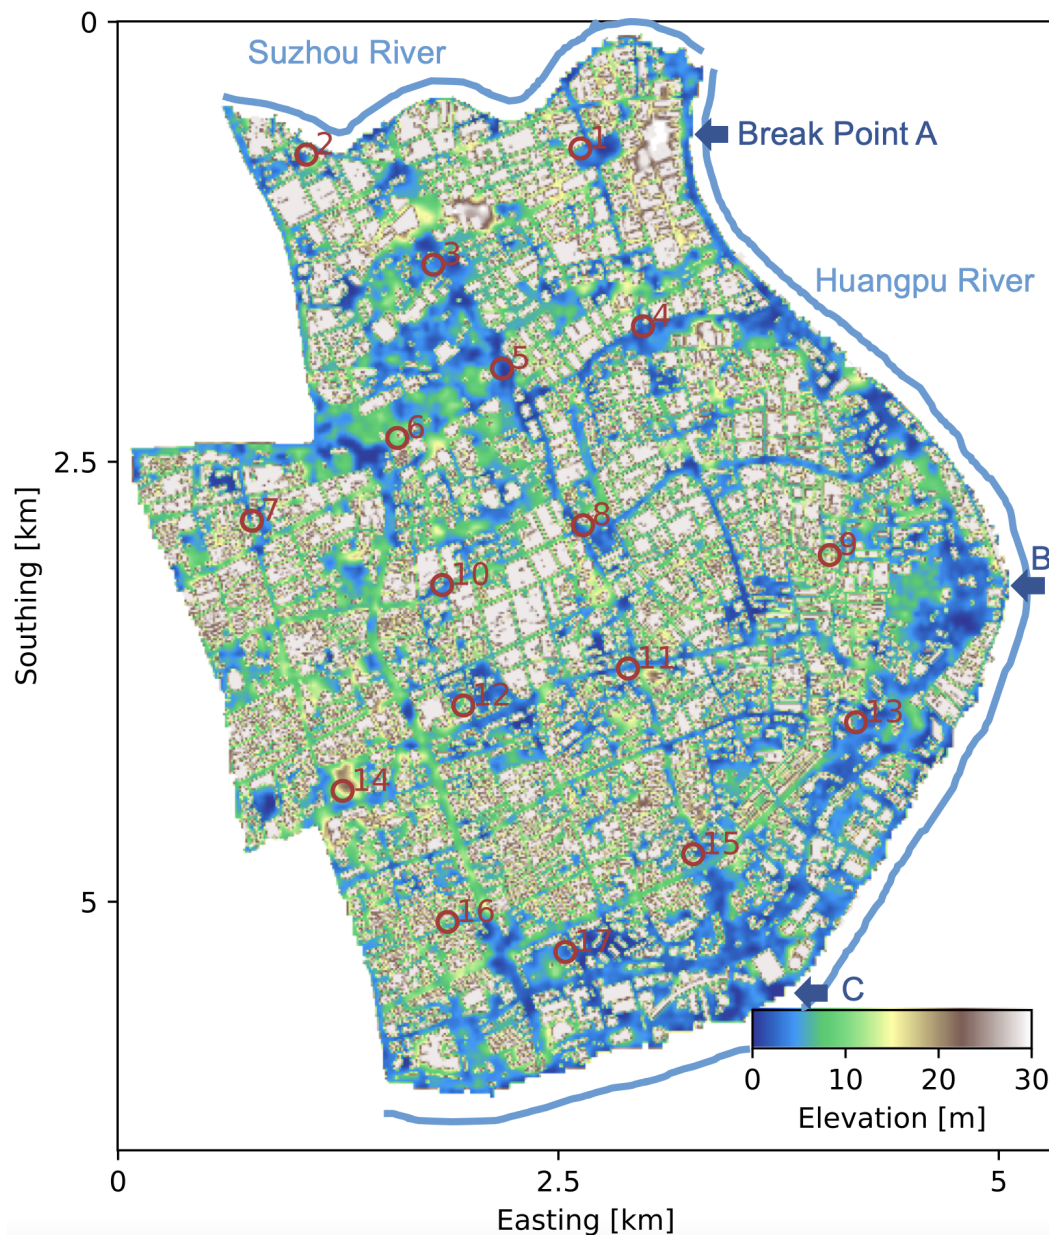 0
Suzhou River
Break Point A
1
2
3
Huangpu River
4
5
6
2.5
7
8
9
B
10
11
12
13
14
15
16
5
17
C
0 10 20 30
Elevation [m]
Southing [km]
0 2.5 5
Easting [km]